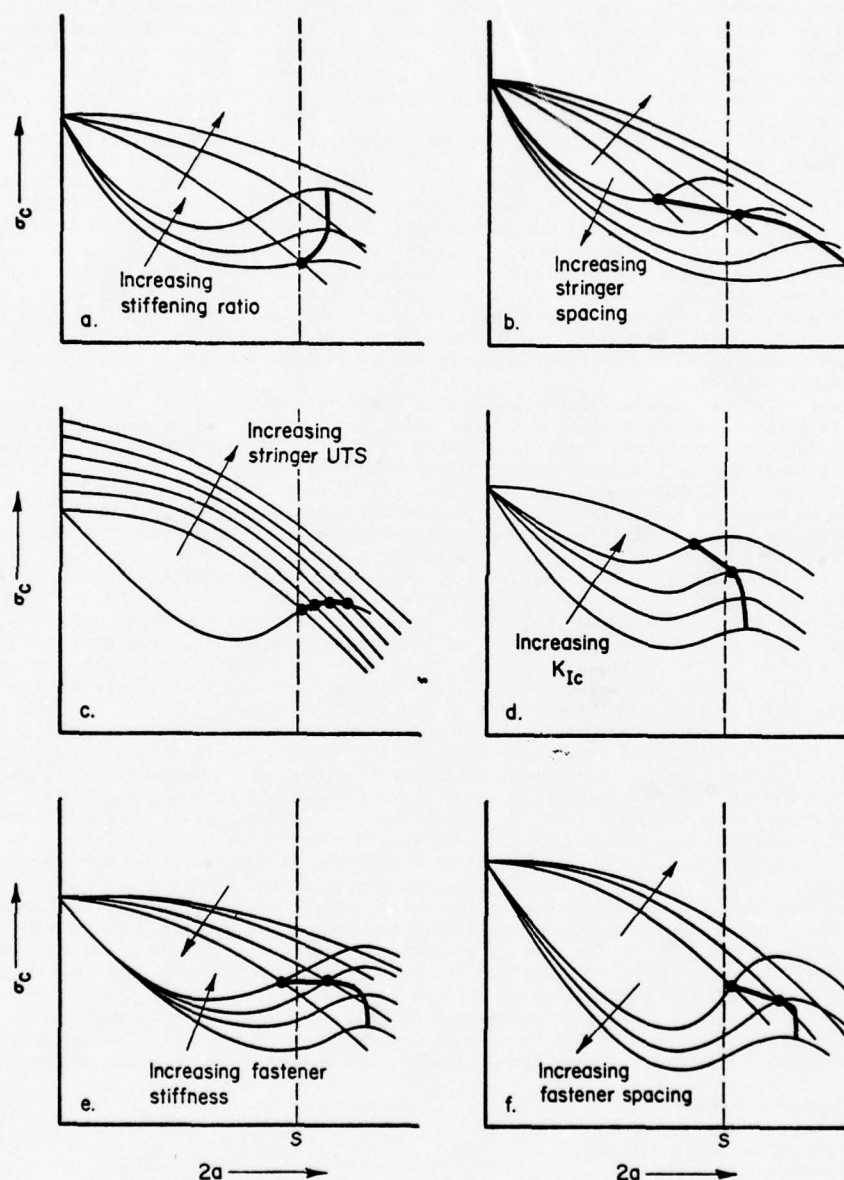 σC
Increasing
stiffening ratio
a.
Increasing
stringer
spacing
b.
σC
Increasing
stringer UTS
c.
Increasing
KIc
d.
σC
Increasing fastener
stiffness
e.
S
2a
Increasing
fastener spacing
f.
S
2a